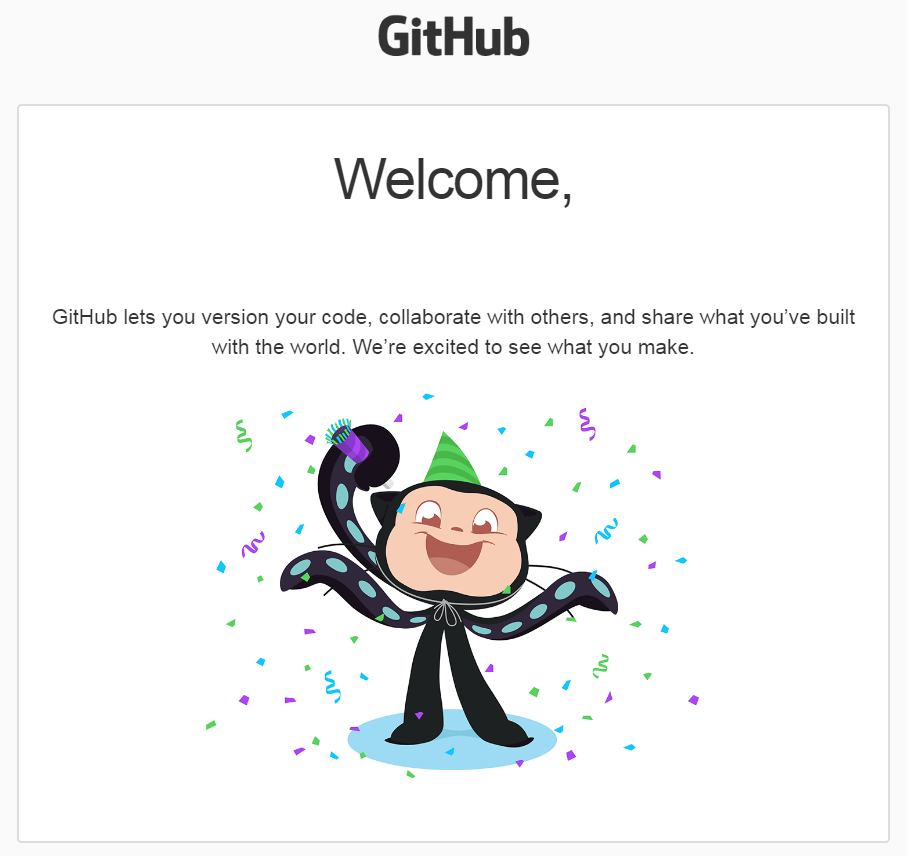 GitHub
Welcome,
GitHub lets you version your code, collaborate with others, and share what you’ve built
with the world. We’re excited to see what you make.